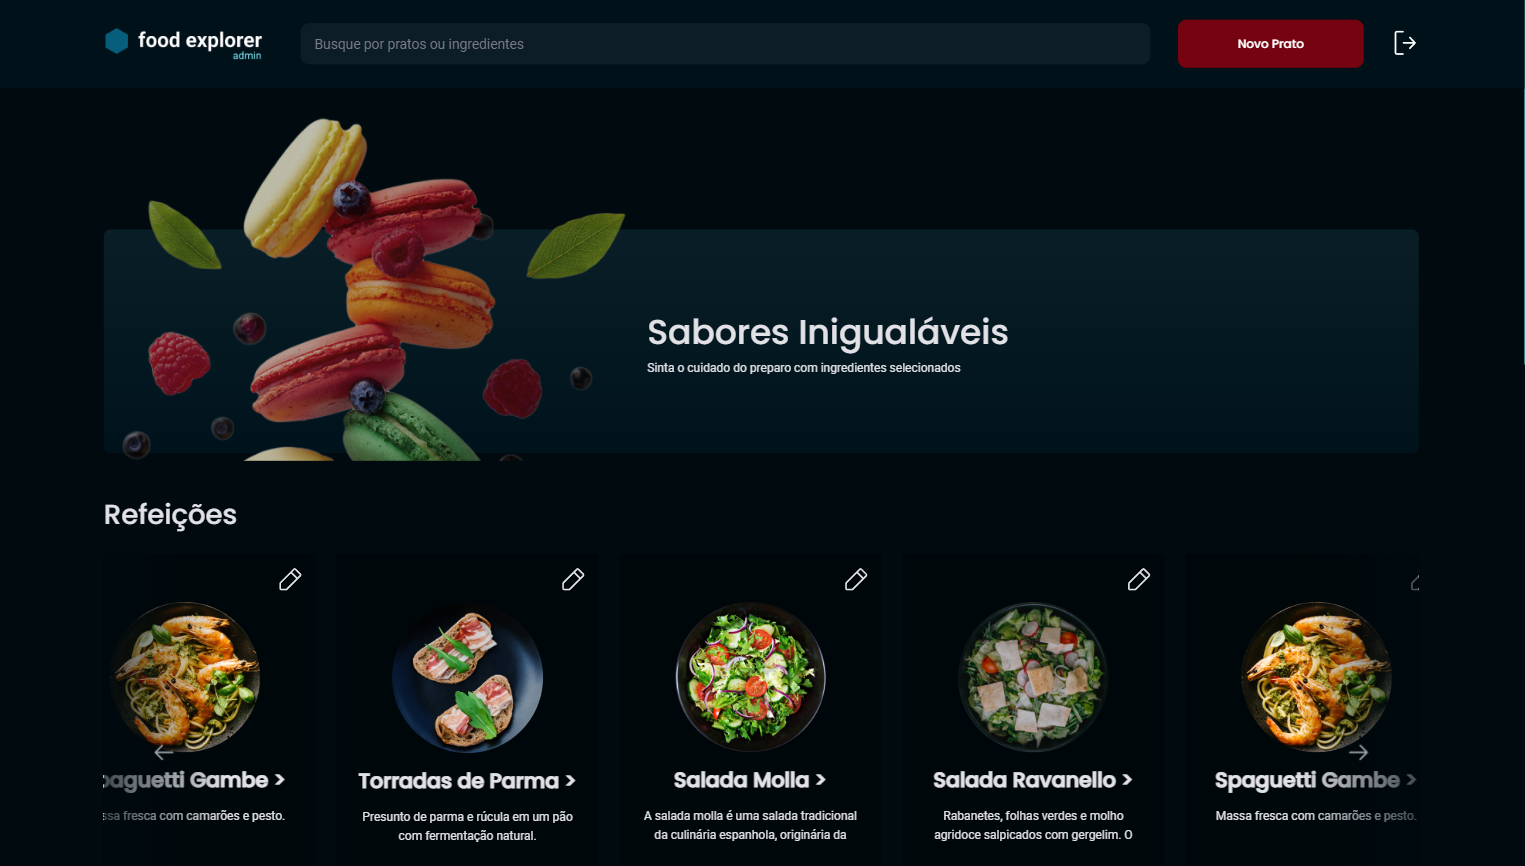 food explorer
admin
Busque por pratos ou ingredientes
Novo Prato
Sabores Inigualáveis
Sinta o cuidado do preparo com ingredientes selecionados
Refeições
paguetti Gambe >
ssa fresca com camarões e pesto.
Torradas de Parma >
Presunto de parma e rúcula em um pão
com fermentação natural.
Salada Molla >
A salada molla é uma salada tradicional
da culinária espanhola, originária da
Salada Ravanello >
Rabanetes, folhas verdes e molho
agridoce salpicados com gergelim. O
Spaguetti Gambe >
Massa fresca com camarões e pesto.